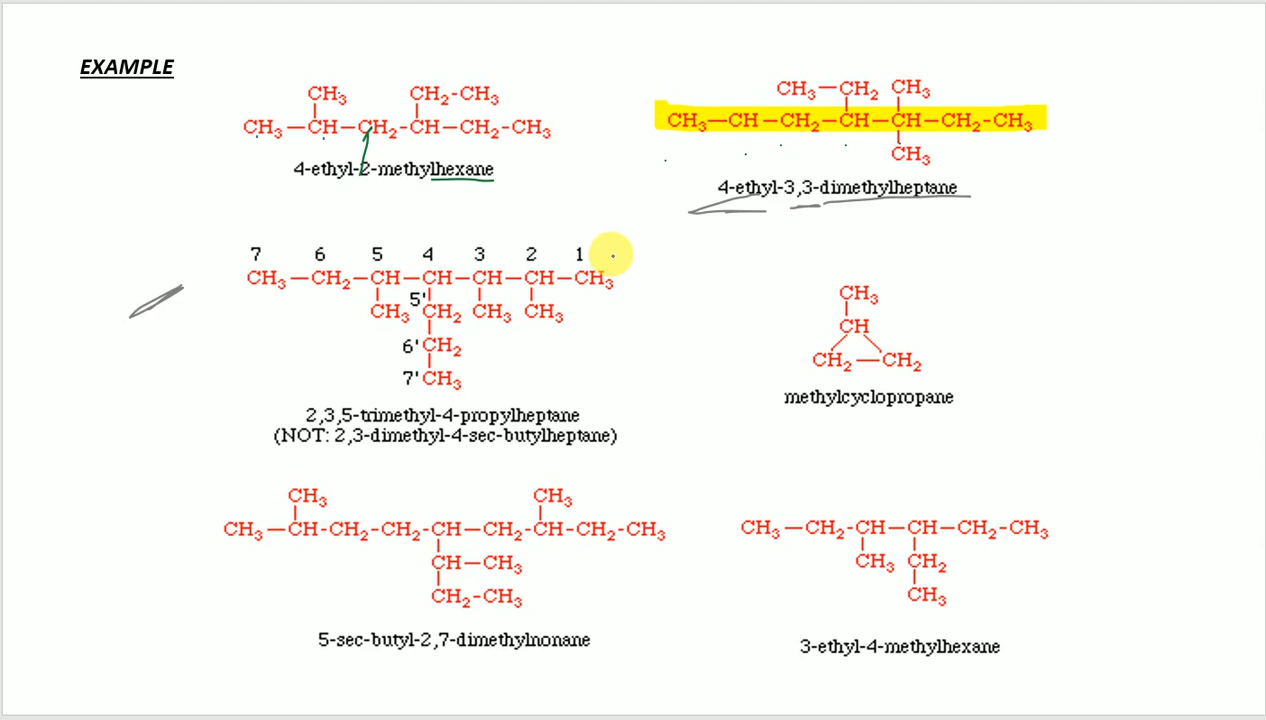 EXAMPLE
CH₃ CH₂-CH₃
CH₃—CH—CH₂—CH—CH₂—CH₃
4-ethyl-2-methylhexane
CH₃—CH₂ CH₃
CH₃—CH—CH₂—CH—CH—CH₂—CH₃
CH₃
4-ethyl-3,3-dimethylheptane
7 6 5 4 3 2 1
CH₃—CH₂—CH—CH—CH—CH—CH₃
CH₃ 5' CH₂ CH₃ CH₃
6' CH₂
7' CH₃
2,3,5-trimethyl-4-propylheptane
(NOT: 2,3-dimethyl-4-sec-butylheptane)
CH₃
CH
CH₂—CH₂
methylcyclopropane
CH₃ CH₃
CH₃—CH-CH₂-CH₂-CH—CH₂-CH—CH₂-CH₃
CH—CH₃
CH₂-CH₃
5-sec-butyl-2,7-dimethylnonane
CH₃—CH₂—CH—CH—CH₂—CH₃
CH₃ CH₂
CH₃
3-ethyl-4-methylhexane